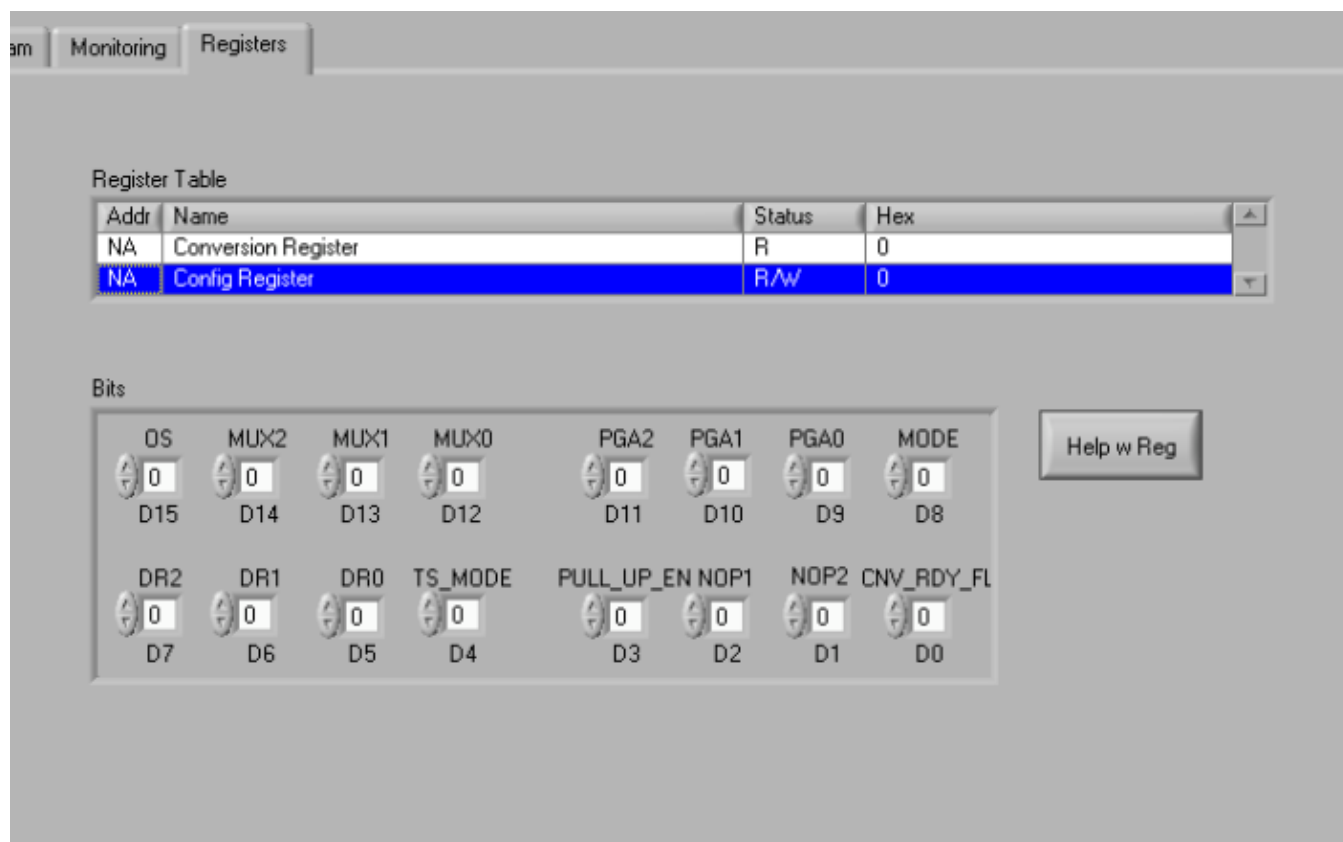 am Monitoring Registers
Register Table
Addr Name Status Hex
NA Conversion Register R 0
NA Config Register R/W 0
Bits
OS MUX2 MUX1 MUX0 PGA2 PGA1 PGA0 MODE
0 0 0 0 0 0 0 0
D15 D14 D13 D12 D11 D10 D9 D8
Help w Reg
DR2 DR1 DR0 TS_MODE PULL_UP_EN NOP1 NOP2 CNV_RDY_FL
0 0 0 0 0 0 0 0
D7 D6 D5 D4 D3 D2 D1 D0